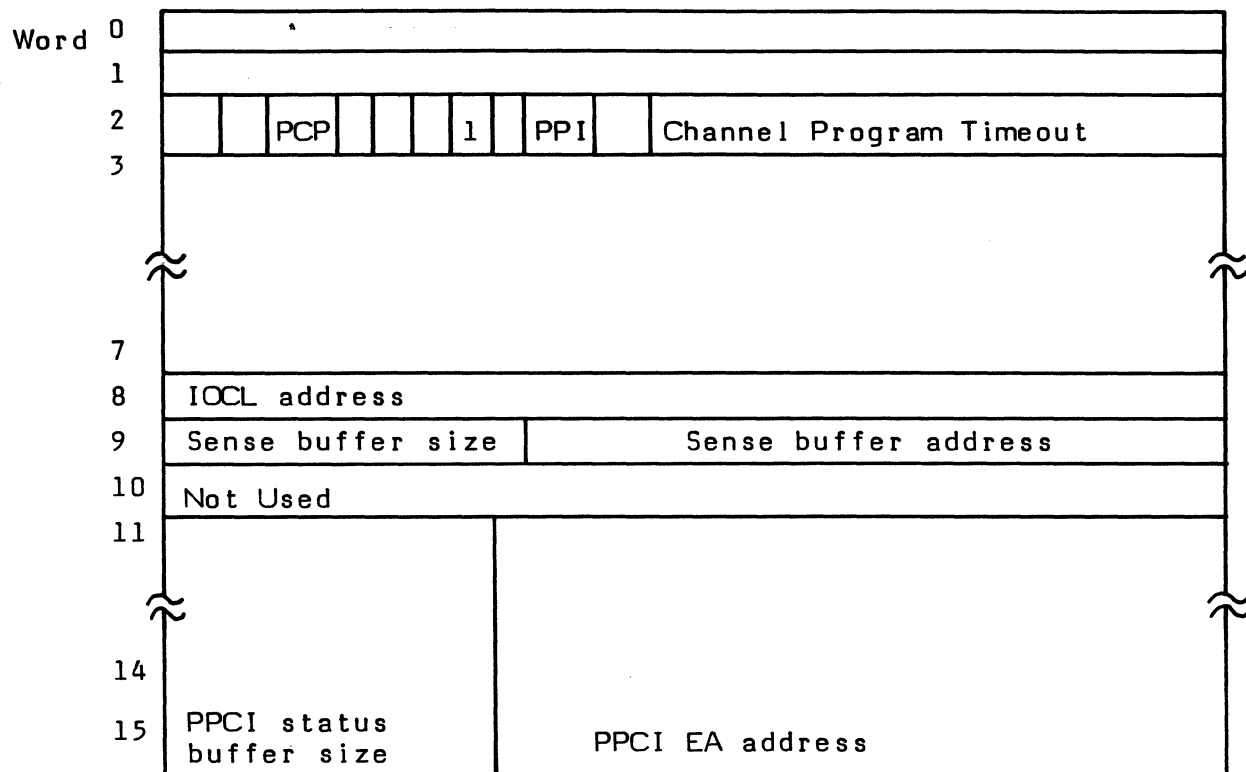 Word 0
1
2 PCP 1 PPI Channel Program Timeout
3
7
8 IOCL address
9 Sense buffer size Sense buffer address
10 Not Used
11
14
15 PPCI status buffer size PPCI EA address